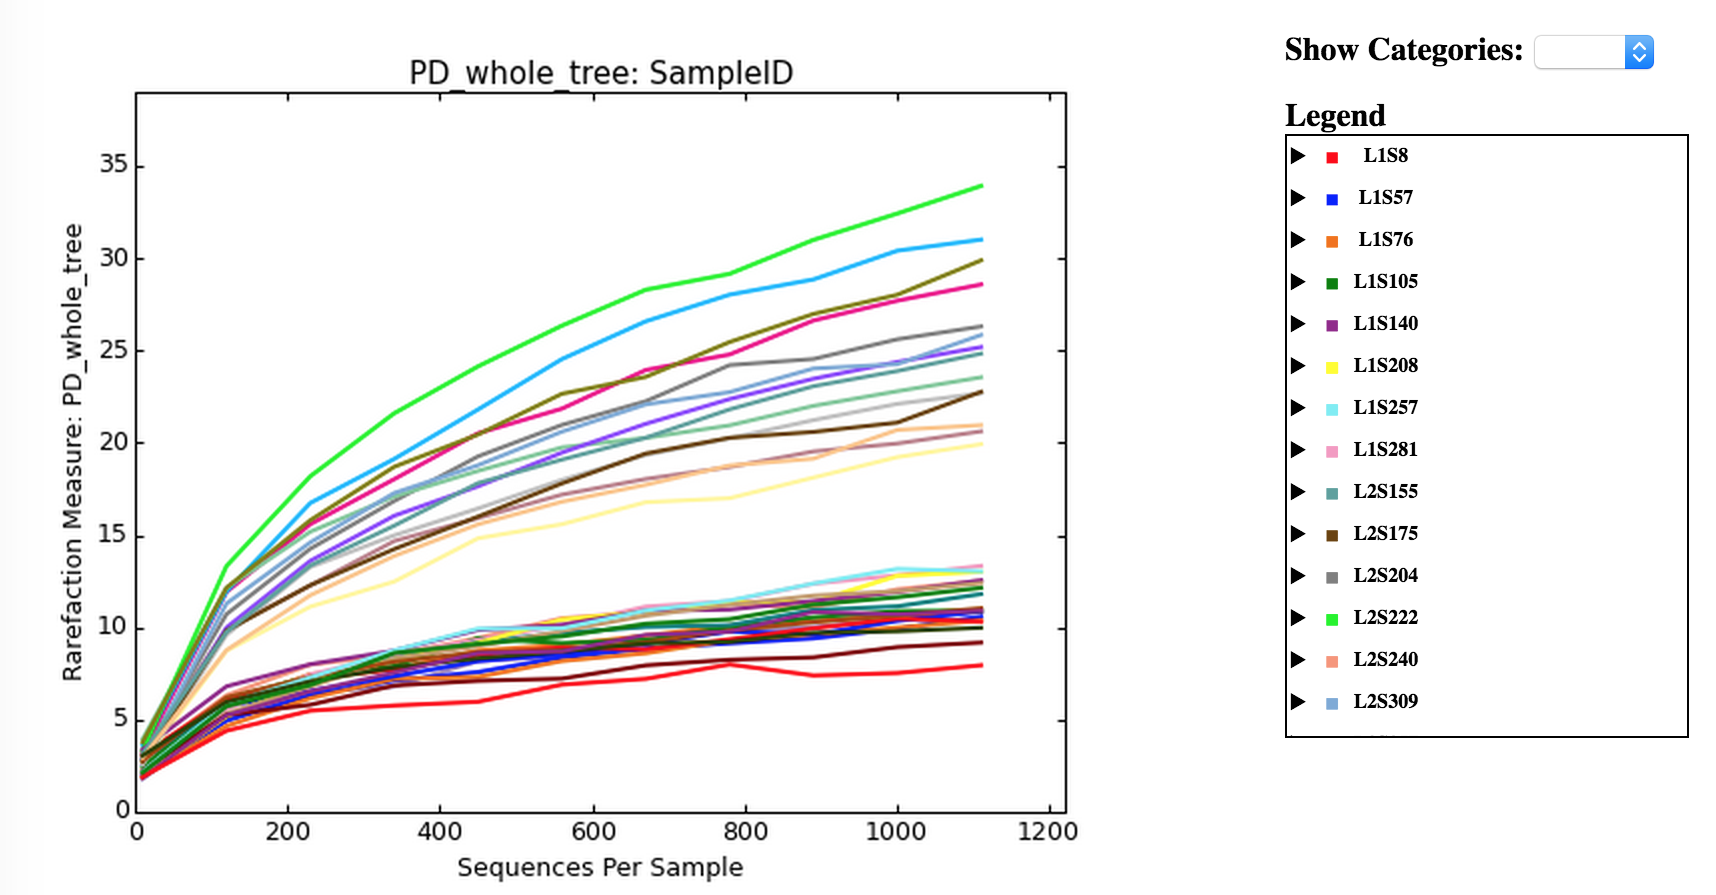 PD_whole_tree: SampleID
Rarefaction Measure: PD_whole_tree
35
30
25
20
15
10
5
0
0 200 400 600 800 1000 1200
Sequences Per Sample
Show Categories:
Legend
L1S8
L1S57
L1S76
L1S105
L1S140
L1S208
L1S257
L1S281
L2S155
L2S175
L2S204
L2S222
L2S240
L2S309